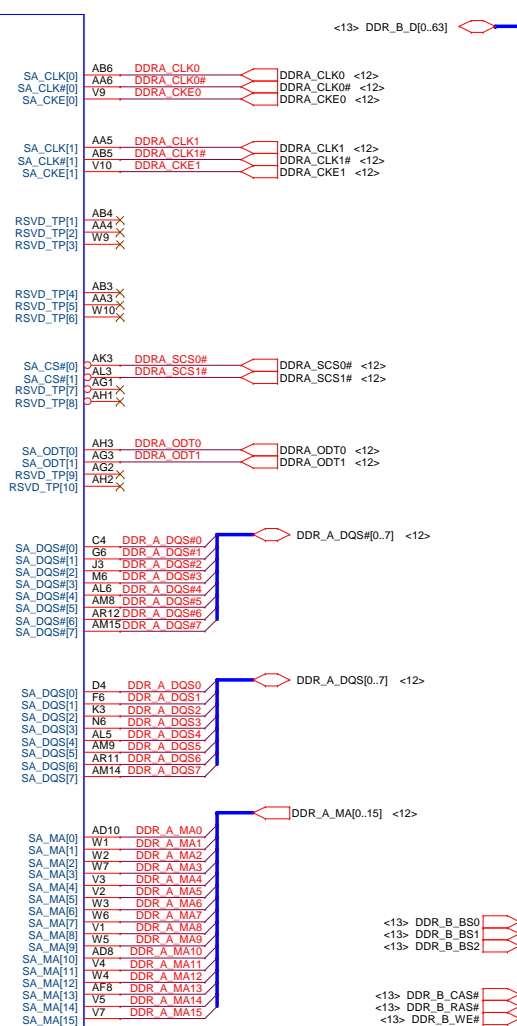 <13> DDR_B_D[0..63]
SA_CLK[0] AB6 DDRA_CLK0 DDRA_CLK0 <12>
SA_CLK#[0] AA6 DDRA_CLK0# DDRA_CLK0# <12>
SA_CKE[0] V9 DDRA_CKE0 DDRA_CKE0 <12>
SA_CLK[1] AA5 DDRA_CLK1 DDRA_CLK1 <12>
SA_CLK#[1] AB5 DDRA_CLK1# DDRA_CLK1# <12>
SA_CKE[1] V10 DDRA_CKE1 DDRA_CKE1 <12>
RSVD_TP[1] AB4
RSVD_TP[2] AA4
RSVD_TP[3] W9
RSVD_TP[4] AB3
RSVD_TP[5] AA3
RSVD_TP[6] W10
SA_CS#[0] AK3 DDRA_SCS0# DDRA_SCS0# <12>
SA_CS#[1] AL3 DDRA_SCS1# DDRA_SCS1# <12>
RSVD_TP[7] AG1
RSVD_TP[8] AH1
SA_ODT[0] AH3 DDRA_ODT0 DDRA_ODT0 <12>
SA_ODT[1] AG3 DDRA_ODT1 DDRA_ODT1 <12>
RSVD_TP[9] AG2
RSVD_TP[10] AH2
DDR_A_DQS#[0..7] <12>
SA_DQS#[0] C4 DDR_A_DQS#0
SA_DQS#[1] G6 DDR_A_DQS#1
SA_DQS#[2] J3 DDR_A_DQS#2
SA_DQS#[3] M6 DDR_A_DQS#3
SA_DQS#[4] AL6 DDR_A_DQS#4
SA_DQS#[5] AM8 DDR_A_DQS#5
SA_DQS#[6] AR12 DDR_A_DQS#6
SA_DQS#[7] AM15 DDR_A_DQS#7
DDR_A_DQS[0..7] <12>
SA_DQS[0] D4 DDR_A_DQS0
SA_DQS[1] F6 DDR_A_DQS1
SA_DQS[2] K3 DDR_A_DQS2
SA_DQS[3] N6 DDR_A_DQS3
SA_DQS[4] AL5 DDR_A_DQS4
SA_DQS[5] AM9 DDR_A_DQS5
SA_DQS[6] AR11 DDR_A_DQS6
SA_DQS[7] AM14 DDR_A_DQS7
DDR_A_MA[0..15] <12>
SA_MA[0] AD10 DDR_A_MA0
SA_MA[1] W1 DDR_A_MA1
SA_MA[2] W2 DDR_A_MA2
SA_MA[3] W7 DDR_A_MA3
SA_MA[4] V3 DDR_A_MA4
SA_MA[5] V2 DDR_A_MA5
SA_MA[6] W3 DDR_A_MA6
SA_MA[7] W6 DDR_A_MA7
SA_MA[8] V1 DDR_A_MA8
SA_MA[9] W5 DDR_A_MA9
SA_MA[10] AD8 DDR_A_MA10
SA_MA[11] V4 DDR_A_MA11
SA_MA[12] W4 DDR_A_MA12
SA_MA[13] AF8 DDR_A_MA13
SA_MA[14] V5 DDR_A_MA14
SA_MA[15] V7 DDR_A_MA15
<13> DDR_B_BS0
<13> DDR_B_BS1
<13> DDR_B_BS2
<13> DDR_B_CAS#
<13> DDR_B_RAS#
<13> DDR_B_WE#